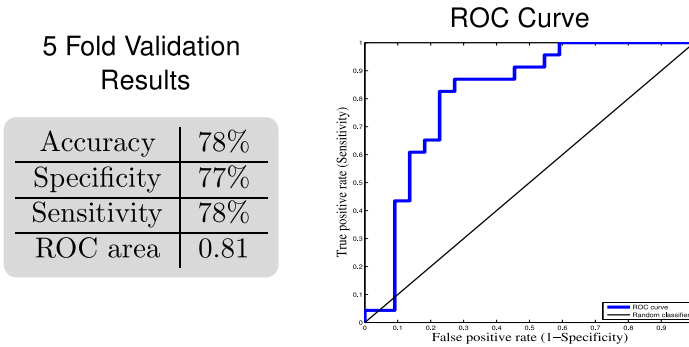 5 Fold Validation
Results
Accuracy 78%
Specificity 77%
Sensitivity 78%
ROC area 0.81
ROC Curve
True positive rate (Sensitivity)
1
0.9
0.8
0.7
0.6
0.5
0.4
0.3
0.2
0.1
0
0 0.1 0.2 0.3 0.4 0.5 0.6 0.7 0.8 0.9
False positive rate (1−Specificity)
ROC curve
Random classifier